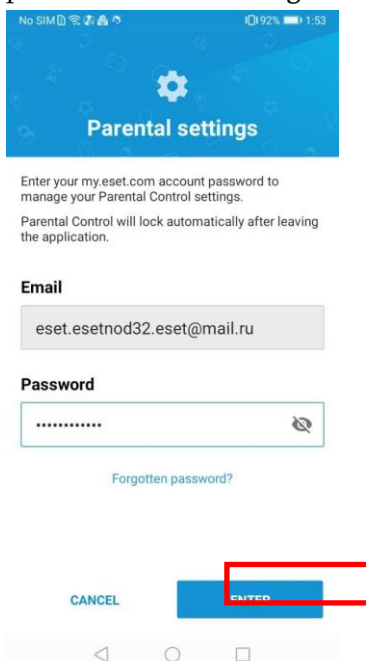 No SIM 92% 1:53
Parental settings
Enter your my.eset.com account password to
manage your Parental Control settings.
Parental Control will lock automatically after leaving
the application.
Email
eset.esetnod32.eset@mail.ru
Password
••••••••••••
Forgotten password?
CANCEL ENTER